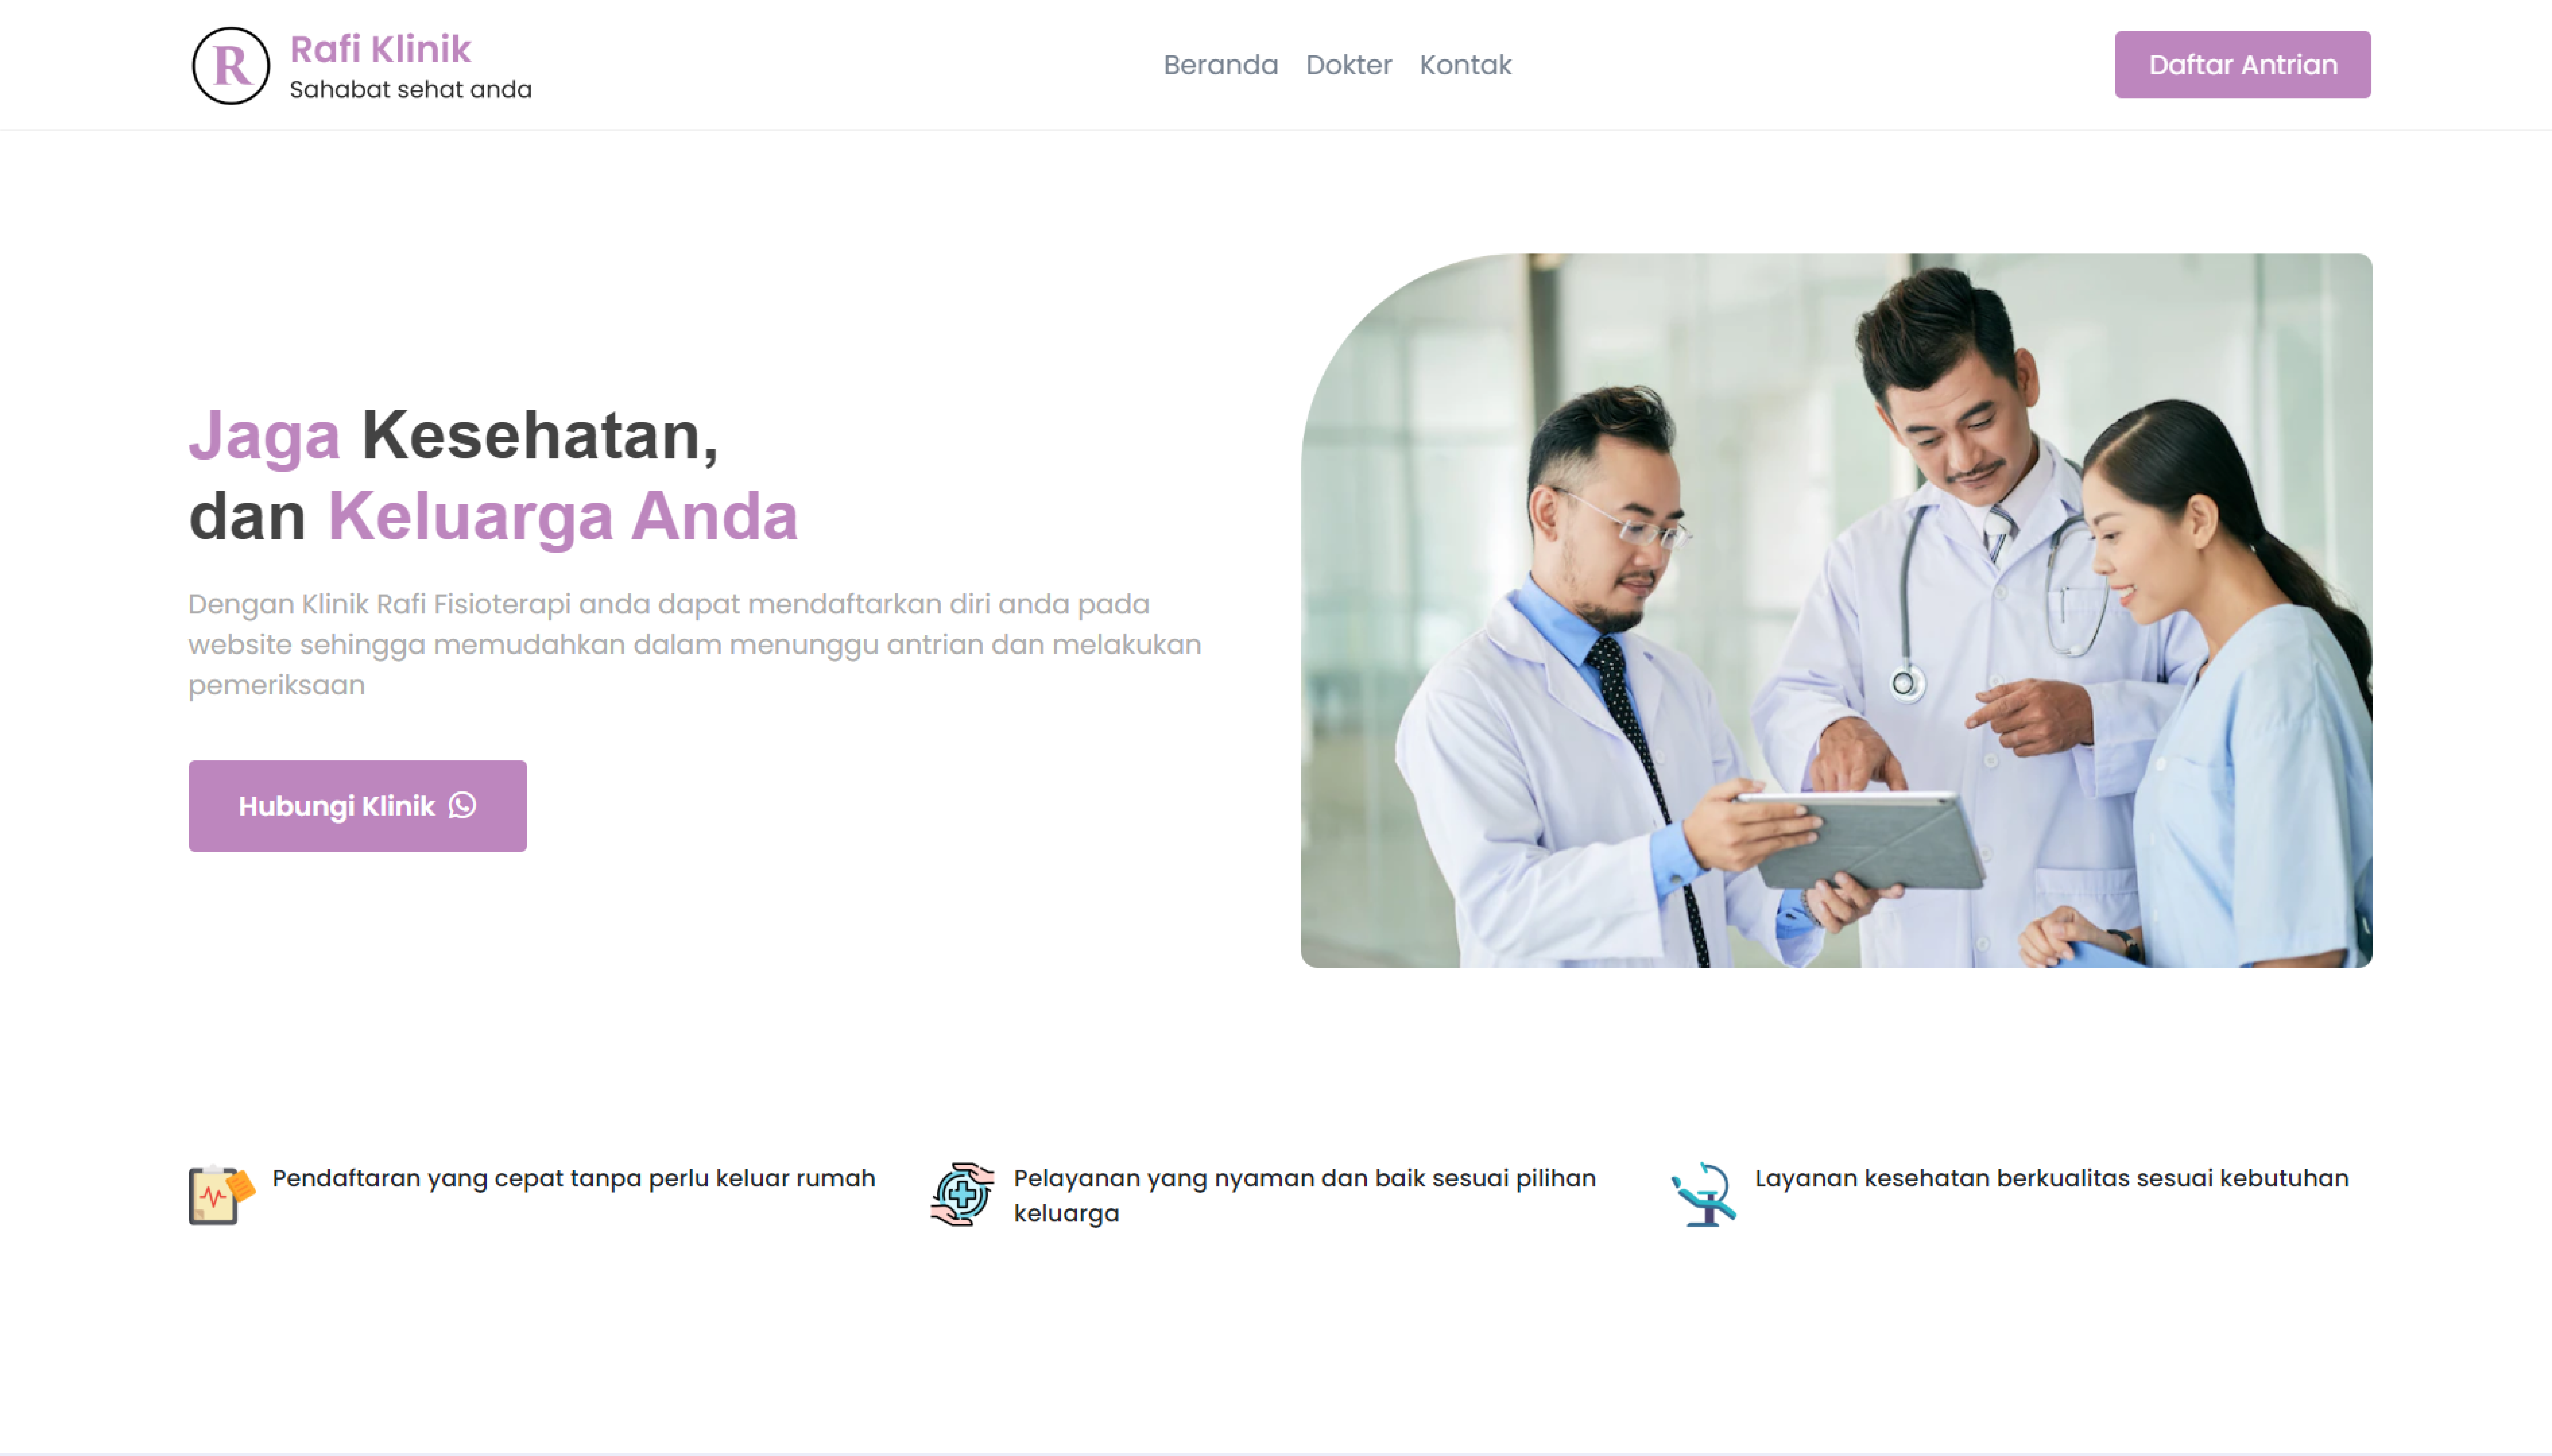 R
Rafi Klinik
Sahabat sehat anda
Beranda Dokter Kontak
Daftar Antrian
Jaga Kesehatan,
dan Keluarga Anda
Dengan Klinik Rafi Fisioterapi anda dapat mendaftarkan diri anda pada
website sehingga memudahkan dalam menunggu antrian dan melakukan
pemeriksaan
Hubungi Klinik
Pendaftaran yang cepat tanpa perlu keluar rumah
Pelayanan yang nyaman dan baik sesuai pilihan
keluarga
Layanan kesehatan berkualitas sesuai kebutuhan